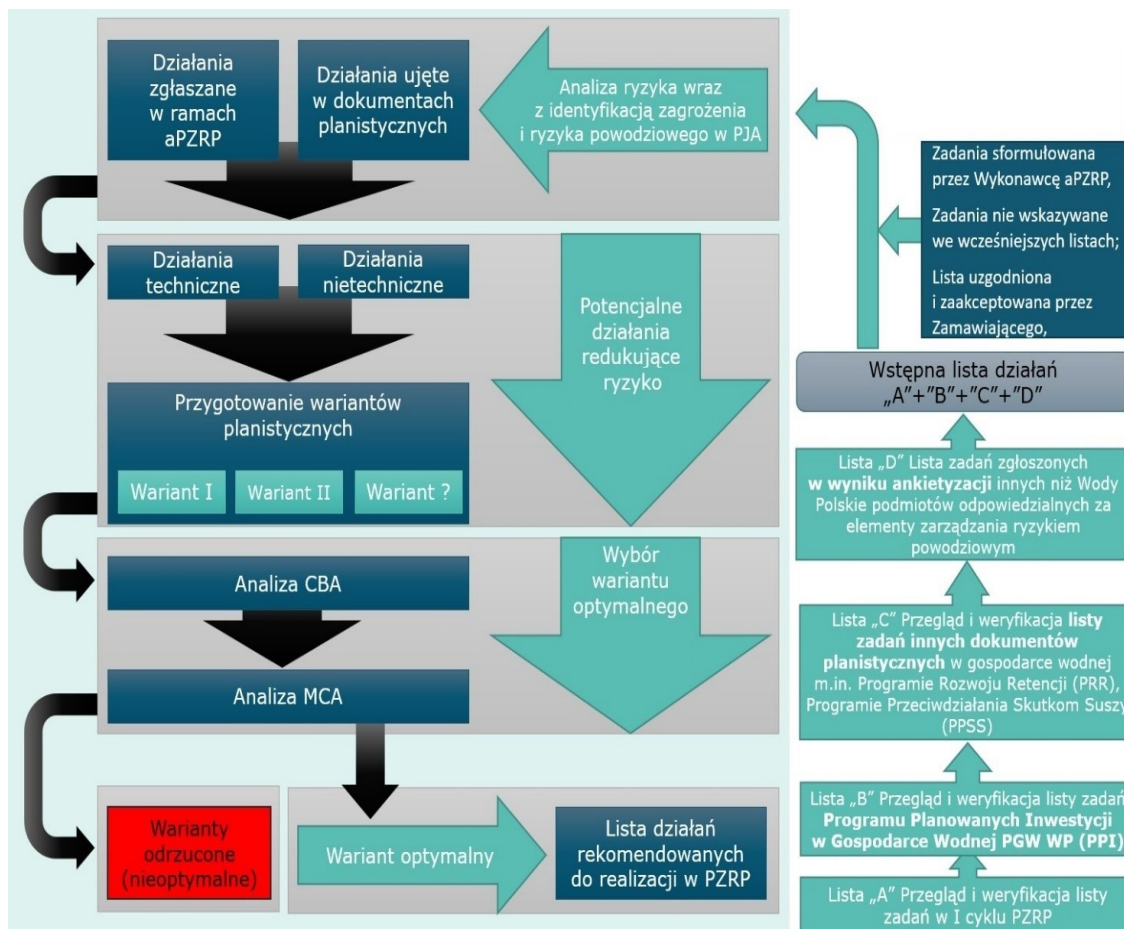 Działania
zgłaszane
w ramach
aPZRP
Działania ujęte
w dokumentach
planistycznych
Analiza ryzyka wraz
z identyfikacją zagrożenia
i ryzyka powodziowego w PJA
Działania
techniczne
Działania
nietechniczne
Potencjalne
działania
redukujące
ryzyko
Przygotowanie wariantów
planistycznych
Wariant I
Wariant II
Wariant ?
Analiza CBA
Wybór
wariantu
optymalnego
Analiza MCA
Warianty
odrzucone
(nieoptymalne)
Wariant optymalny
Lista działań
rekomendowanych
do realizacji w PZRP
Zadania sformułowana
przez Wykonawcę aPZRP,
Zadania nie wskazywane
we wcześniejszych listach;
Lista uzgodniona
i zaakceptowana przez
Zamawiającego,
Wstępna lista działań
„A”+”B”+”C”+”D”
Lista „D” Lista zadań zgłoszonych
w wyniku ankietyzacji innych niż Wody
Polskie podmiotów odpowiedzialnych za
elementy zarządzania ryzykiem
powodziowym
Lista „C” Przegląd i weryfikacja listy
zadań innych dokumentów
planistycznych w gospodarce wodnej
m.in. Programie Rozwoju Retencji (PRR),
Programie Przeciwdziałania Skutkom Suszy
(PPSS)
Lista „B” Przegląd i weryfikacja listy zadań
Programu Planowanych Inwestycji
w Gospodarce Wodnej PGW WP (PPI)
Lista „A” Przegląd i weryfikacja listy
zadań w I cyklu PZRP